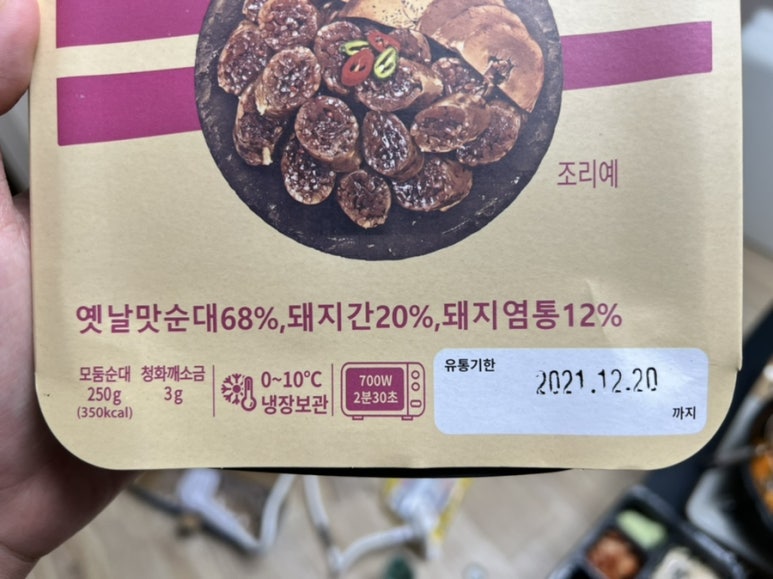 조리예
옛날맛순대68%,돼지간20%,돼지염통12%
모둠순대
250g
(350kcal)
청화깨소금
3g
0~10℃
냉장보관
700W
2분30초
유통기한
2021.12.20
까지